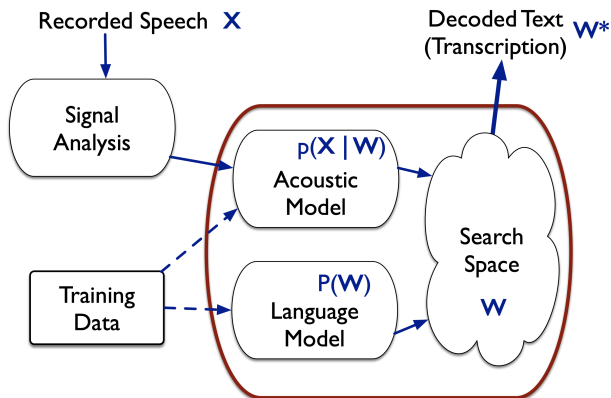 Recorded Speech X
Decoded Text W*
(Transcription)
Signal
Analysis
p(X | W)
Acoustic
Model
Search
Space
W
P(W)
Language
Model
Training
Data